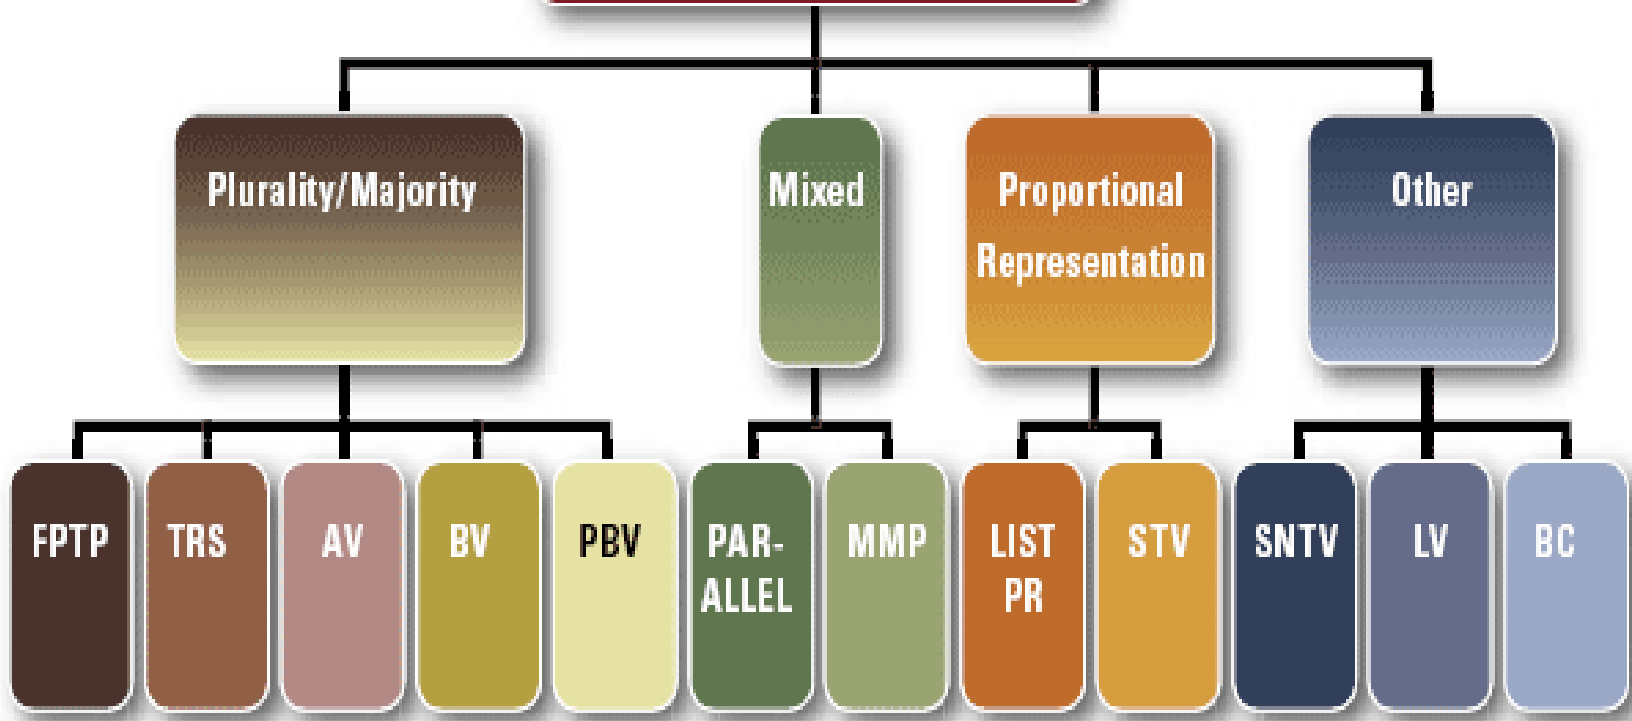 Plurality/Majority
Mixed
Proportional
Representation
Other
FPTP
TRS
AV
BV
PBV
PAR-
ALLEL
MMP
LIST
PR
STV
SNTV
LV
BC